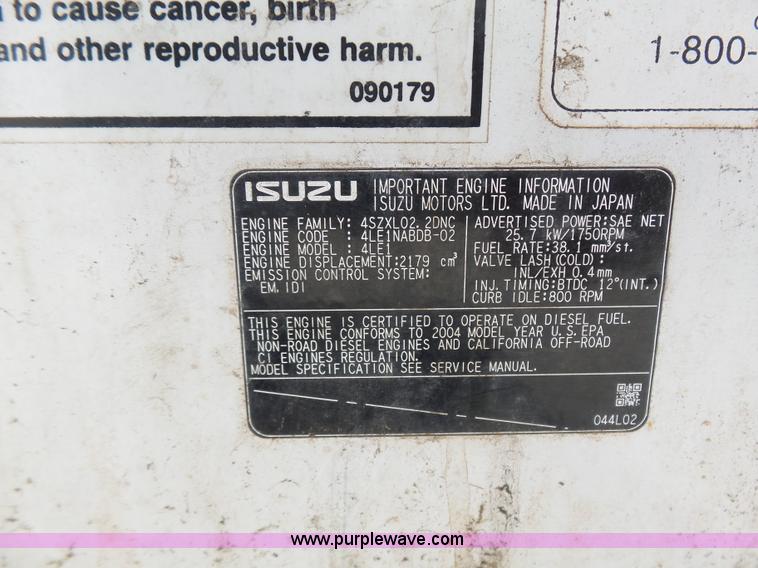 to cause cancer, birth
and other reproductive harm.
090179
1-800-
ISUZU
IMPORTANT ENGINE INFORMATION
ISUZU MOTORS LTD. MADE IN JAPAN
ENGINE FAMILY: 4SZXL02.2DNC
ENGINE CODE : 4LE1NABDB-02
ENGINE MODEL : 4LE1
ENGINE DISPLACEMENT:2179 cm³
EMISSION CONTROL SYSTEM:
EM, IDI
ADVERTISED POWER:SAE NET
25.7 kW/1750RPM
FUEL RATE:38.1 mm³/st.
VALVE LASH(COLD):
INL/EXH 0.4mm
INJ.TIMING:BTDC 12°(INT.)
CURB IDLE:800 RPM
THIS ENGINE IS CERTIFIED TO OPERATE ON DIESEL FUEL.
THIS ENGINE CONFORMS TO 2004 MODEL YEAR U.S.EPA
NON-ROAD DIESEL ENGINES AND CALIFORNIA OFF-ROAD
CI ENGINES REGULATION.
MODEL SPECIFICATION SEE SERVICE MANUAL.
044L02
www.purplewave.com